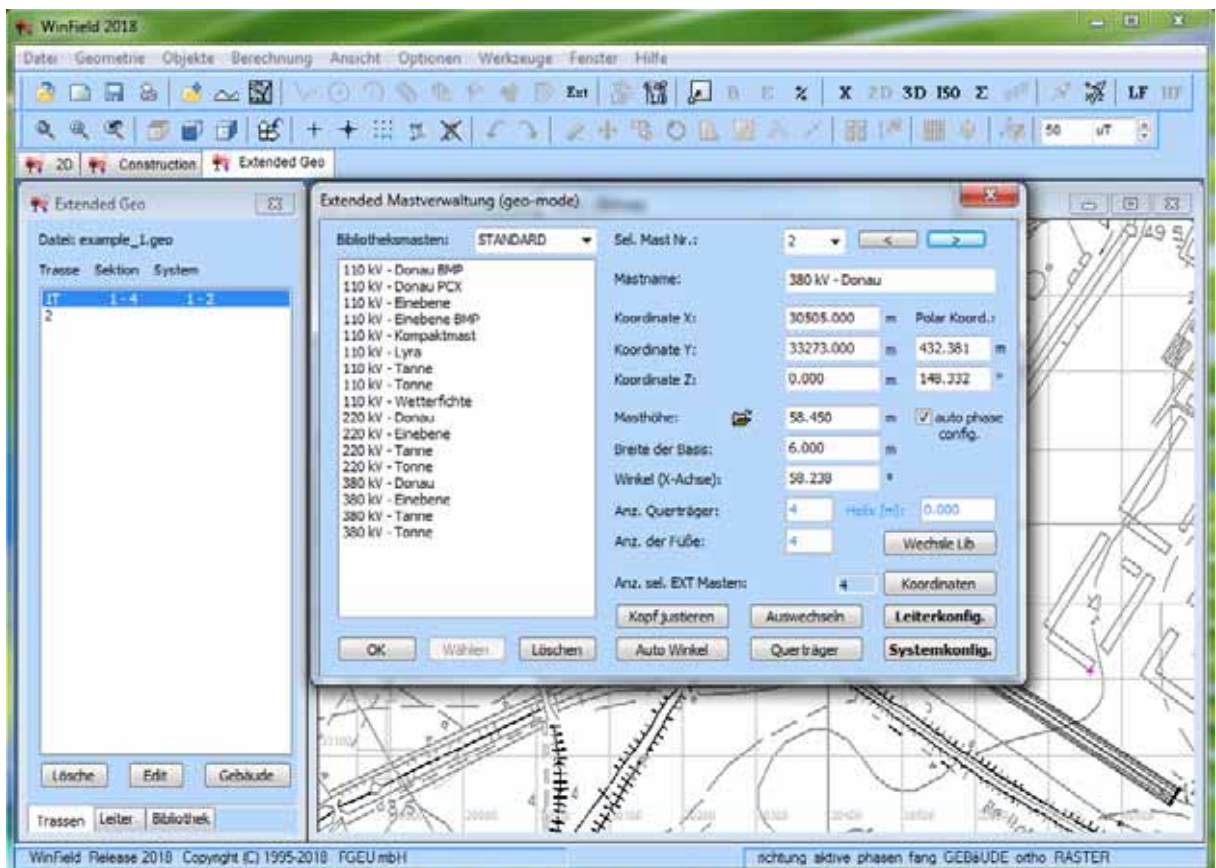 WinField 2018
Datei Geometrie Objekte Berechnung Ansicht Optionen Werkzeuge Fenster Hilfe
Ext X 2D 3D ISO Σ LF HF
50 uT
2D Construction Extended Geo
Extended Geo
Datei: example_1.geo
Trasse Sektion System
1T 1 - 4 1 - 2
2
Lösche Edit Gebäude
Trassen Leiter Bibliothek
Extended Mastverwaltung (geo-mode)
Bibliotheksmasten: STANDARD
110 kV - Donau BMP
110 kV - Donau PCX
110 kV - Einebene
110 kV - Einebene BMP
110 kV - Kompaktmast
110 kV - Lyra
110 kV - Tanne
110 kV - Tonne
110 kV - Wetterfichte
220 kV - Donau
220 kV - Einebene
220 kV - Tanne
220 kV - Tonne
380 kV - Donau
380 kV - Einebene
380 kV - Tanne
380 kV - Tonne
OK Wählen Löschen
Sel. Mast Nr.: 2 < >
Mastname: 380 kV - Donau
Koordinate X: 30505.000 m Polar Koord.:
Koordinate Y: 33273.000 m 432.381 m
Koordinate Z: 0.000 m 148.332 °
Masthöhe: 58.450 m auto phase config.
Breite der Basis: 6.000 m
Winkel (X-Achse): 58.238 °
Anz. Querträger: 4 Helix [m]: 0.000
Anz. der Füße: 4 Wechsle Lib
Anz. sel. EXT Masten: 4 Koordinaten
Kopf justieren Auswechseln Leiterkonfig.
Auto Winkel Querträger Systemkonfig.
WinField Release 2018 Copyright (C) 1995-2018 FGEU mbH
richtung aktive phasen fang GEBÄUDE ortho RASTER